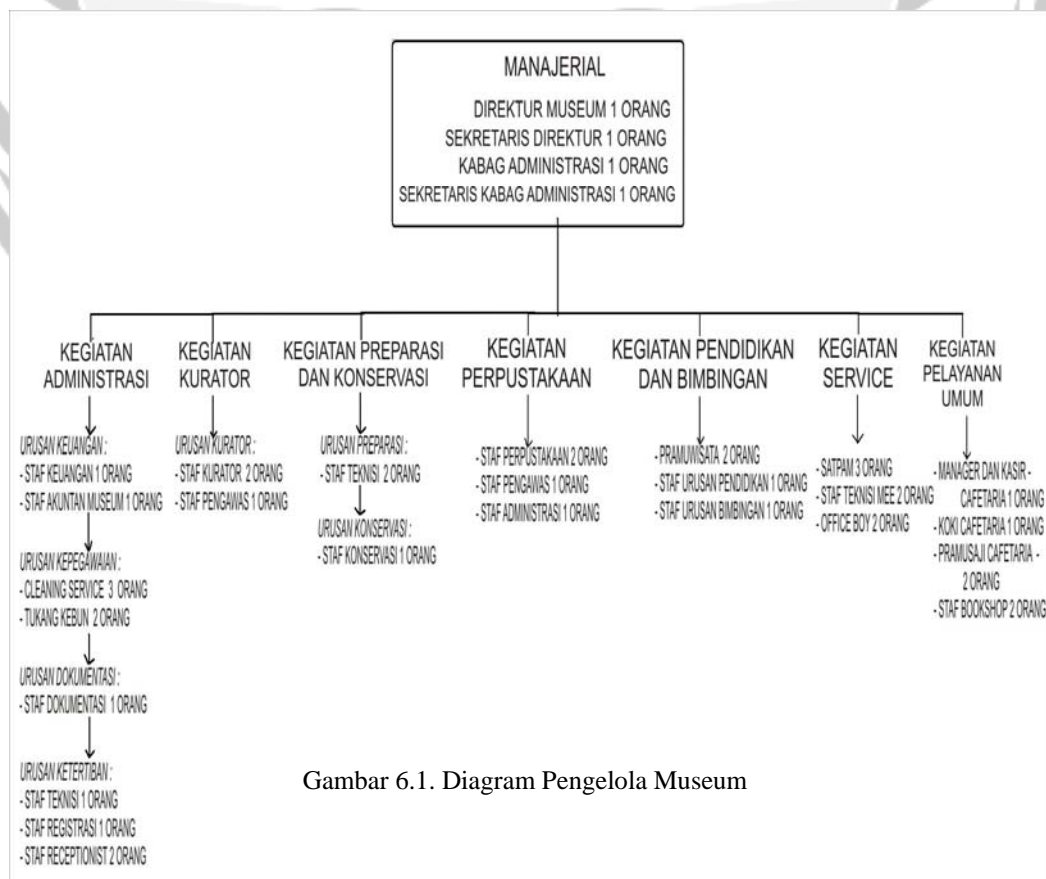 MANAJERIAL
DIREKTUR MUSEUM 1 ORANG
SEKRETARIS DIREKTUR 1 ORANG
KABAG ADMINISTRASI 1 ORANG
SEKRETARIS KABAG ADMINISTRASI 1 ORANG
KEGIATAN
ADMINISTRASI
URUSAN KEUANGAN :
- STAF KEUANGAN 1 ORANG
- STAF AKUNTAN MUSEUM 1 ORANG
URUSAN KEPEGAWAIAN :
- CLEANING SERVICE 3 ORANG
- TUKANG KEBUN 2 ORANG
URUSAN DOKUMENTASI :
- STAF DOKUMENTASI 1 ORANG
URUSAN KETERTIBAN :
- STAF TEKNISI 1 ORANG
- STAF REGISTRASI 1 ORANG
- STAF RECEPTIONIST 2 ORANG
KEGIATAN
KURATOR
URUSAN KURATOR :
- STAF KURATOR 2 ORANG
- STAF PENGAWAS 1 ORANG
KEGIATAN PREPARASI
DAN KONSERVASI
URUSAN PREPARASI :
- STAF TEKNISI 2 ORANG
URUSAN KONSERVASI :
- STAF KONSERVASI 1 ORANG
KEGIATAN
PERPUSTAKAAN
- STAF PERPUSTAKAAN 2 ORANG
- STAF PENGAWAS 1 ORANG
- STAF ADMINISTRASI 1 ORANG
KEGIATAN PENDIDIKAN
DAN BIMBINGAN
- PRAMUWISATA 2 ORANG
- STAF URUSAN PENDIDIKAN 1 ORANG
- STAF URUSAN BIMBINGAN 1 ORANG
KEGIATAN
SERVICE
- SATPAM 3 ORANG
- STAF TEKNISI MEE 2 ORANG
- OFFICE BOY 2 ORANG
KEGIATAN
PELAYANAN
UMUM
- MANAGER DAN KASIR -
CAFETARIA 1 ORANG
- KOKI CAFETARIA 1 ORANG
- PRAMUSAJI CAFETARIA -
2 ORANG
- STAF BOOKSHOP 2 ORANG
Gambar 6.1. Diagram Pengelola Museum